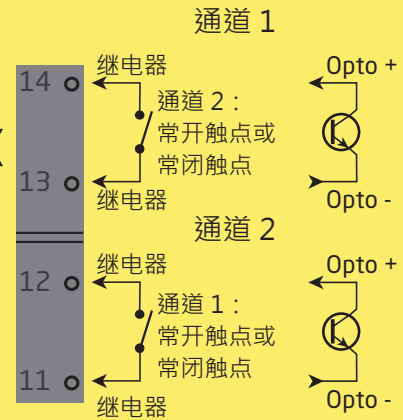 通道 1
14
继电器
Opto +
通道 2：
常开触点或
常闭触点
13
继电器
Opto -
通道 2
12
继电器
Opto +
通道 1：
常开触点或
常闭触点
11
继电器
Opto -